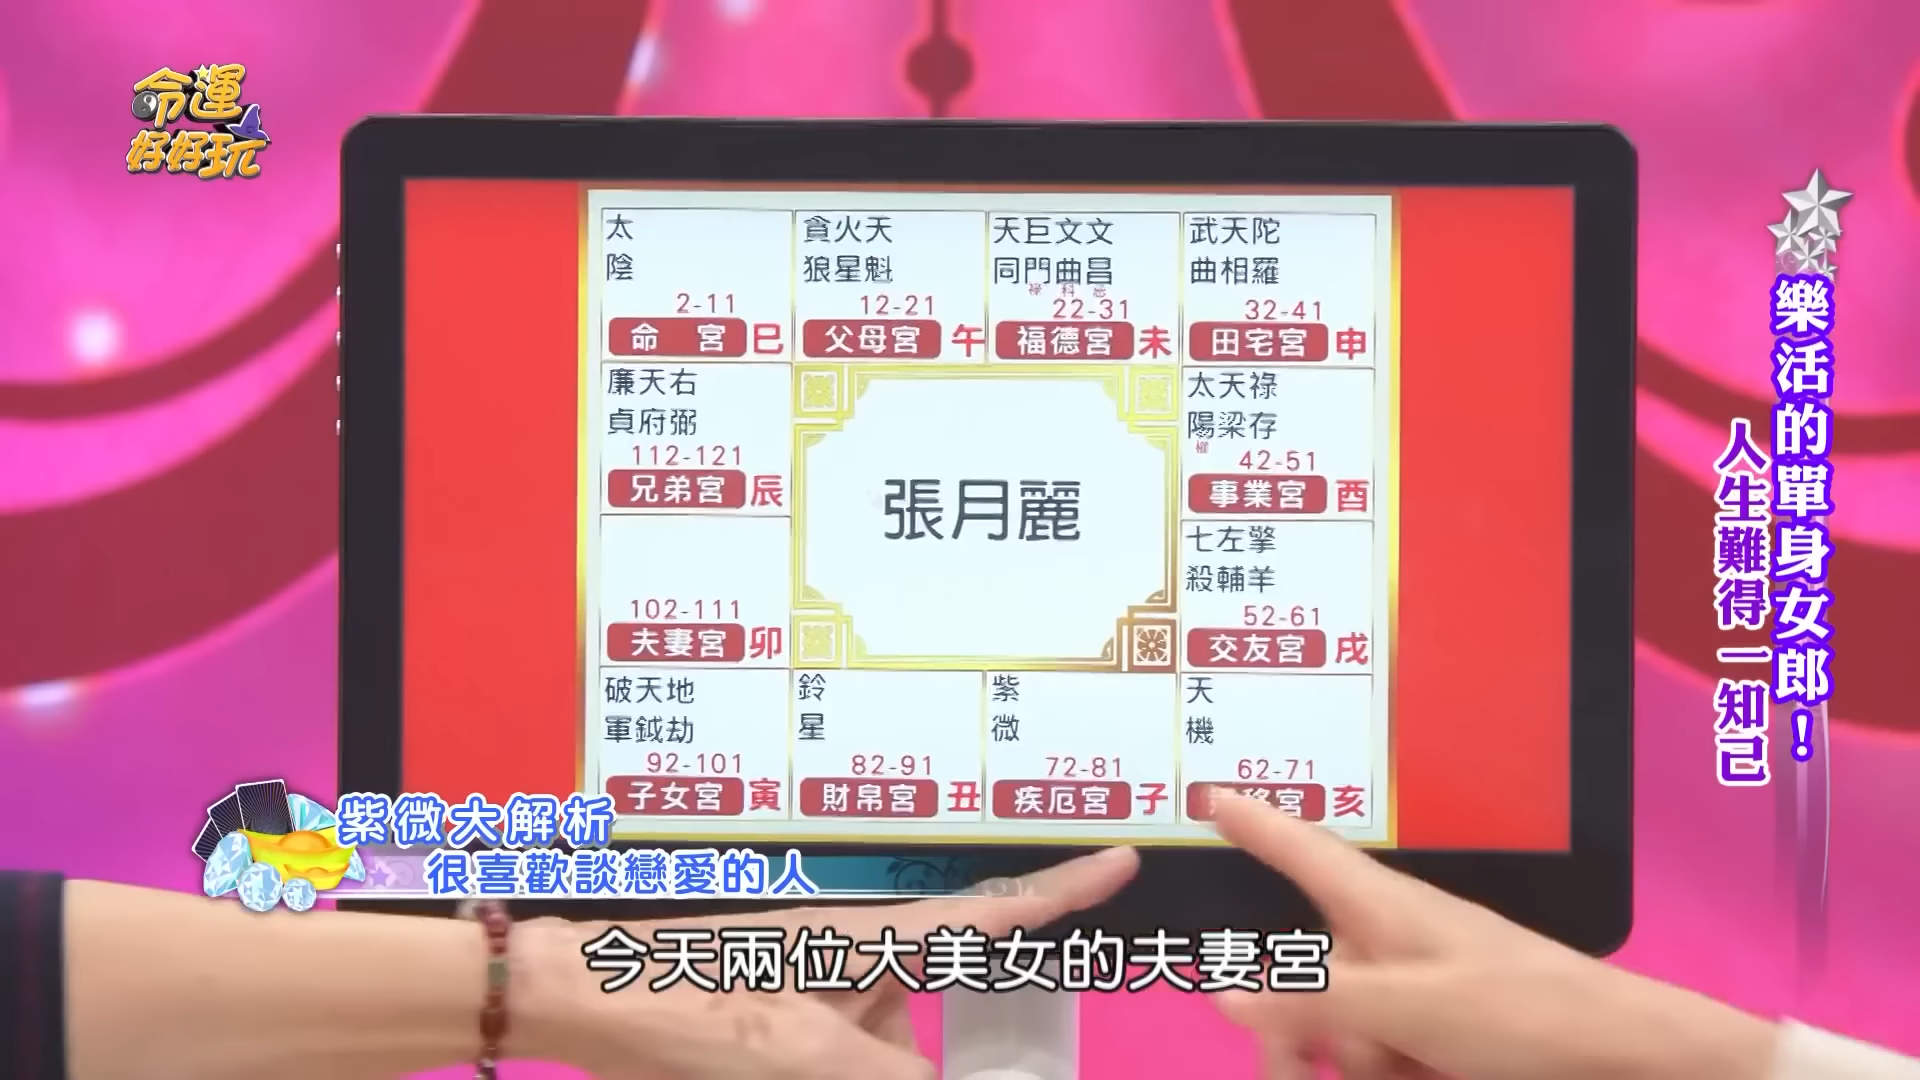 命運
好好玩
太
陰
2-11
命宮 巳
貪火天
狼星魁
12-21
父母宮 午
天巨文文
同門曲昌
祿 科 忌
22-31
福德宮 未
武天陀
曲相羅
32-41
田宅宮 申
廉天右
貞府弼
112-121
兄弟宮 辰
張月麗
太天祿
陽梁存
權
42-51
事業宮 酉
102-111
夫妻宮 卯
七左擎
殺輔羊
52-61
交友宮 戌
破天地
軍鉞劫
92-101
子女宮 寅
鈴
星
82-91
財帛宮 丑
紫
微
72-81
疾厄宮 子
天
機
62-71
宮 亥
樂活的單身女郎！
人生難得一知己
紫微大解析
很喜歡談戀愛的人
今天兩位大美女的夫妻宮